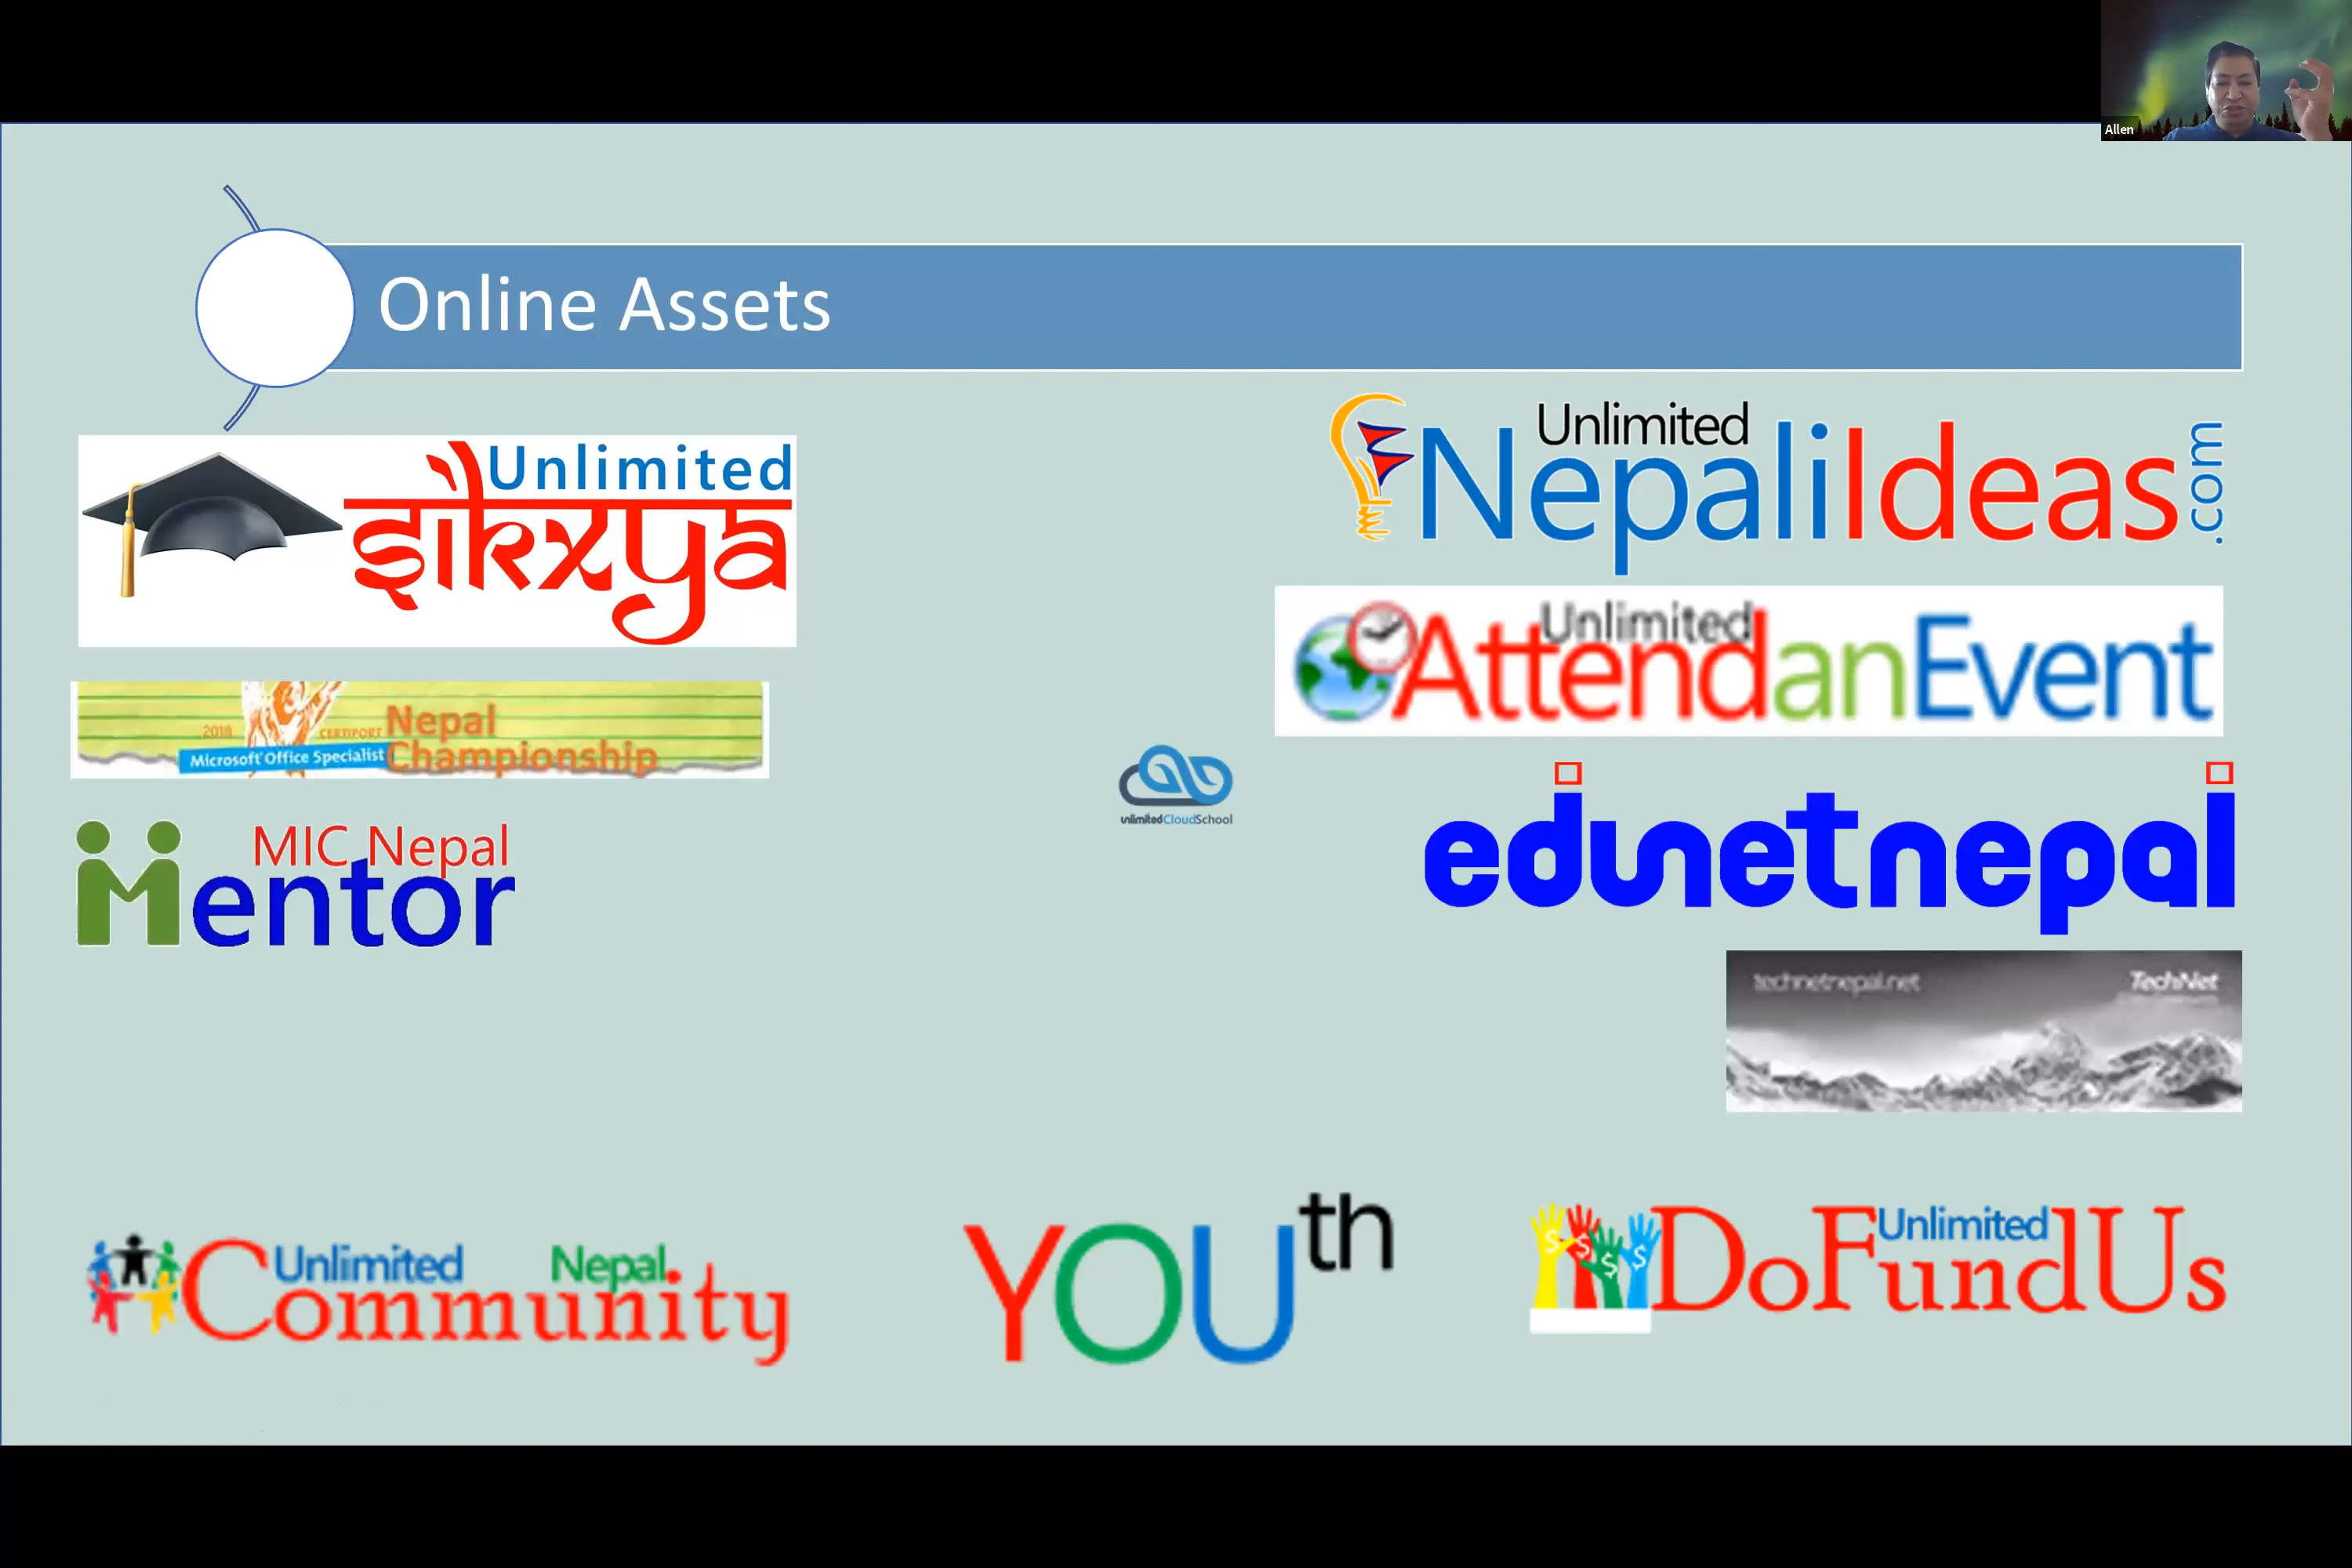 Allen
Online Assets
Unlimited
sikxya
Unlimited
NepaliIdeas
.com
Unlimited
AttendanEvent
2018 CERTIPORT Nepal
Microsoft Office Specialist Championship
unlimitedCloudSchool
MIC Nepal
Mentor
edunetnepal
technetnepal.net TechNet
Unlimited Nepal
Community
YOUth
Unlimited
DoFundUs